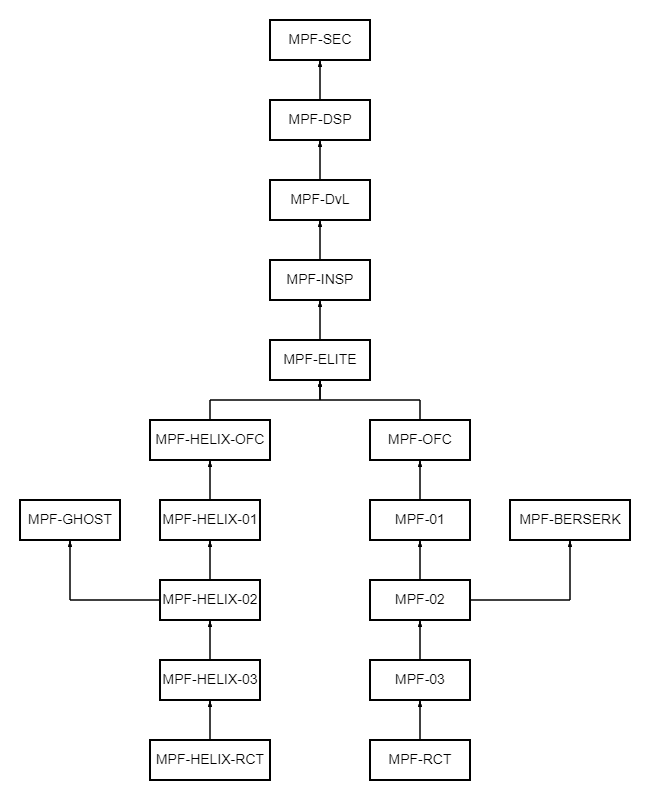 MPF-SEC
MPF-DSP
MPF-DvL
MPF-INSP
MPF-ELITE
MPF-HELIX-OFC
MPF-OFC
MPF-GHOST
MPF-HELIX-01
MPF-01
MPF-BERSERK
MPF-HELIX-02
MPF-02
MPF-HELIX-03
MPF-03
MPF-HELIX-RCT
MPF-RCT